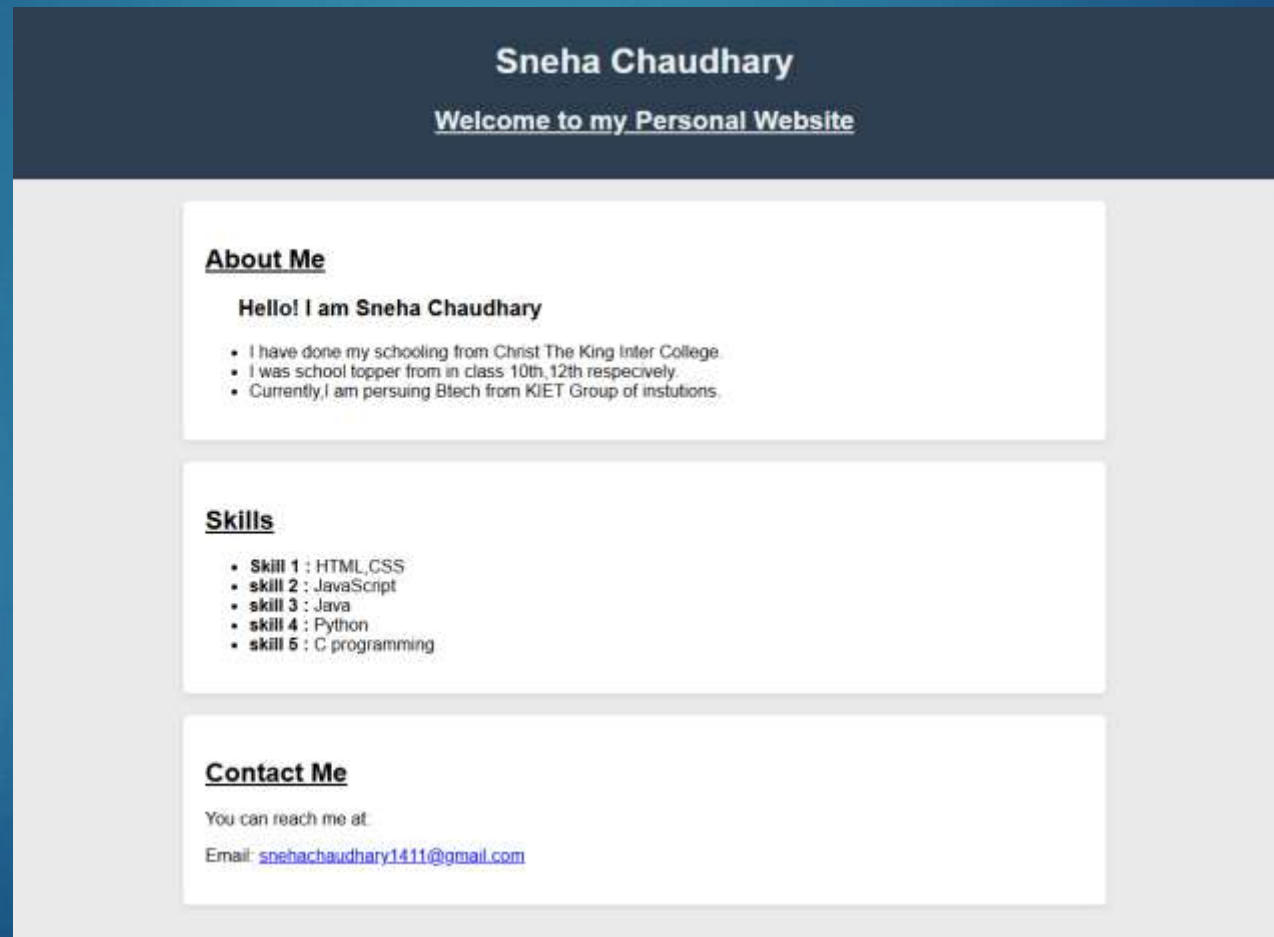 Sneha Chaudhary
Welcome to my Personal Website
About Me
Hello! I am Sneha Chaudhary
• I have done my schooling from Christ The King Inter College.
• I was school topper from in class 10th,12th respecively.
• Currently,I am persuing Btech from KIET Group of instutions.
Skills
• Skill 1 : HTML,CSS
• skill 2 : JavaScript
• skill 3 : Java
• skill 4 : Python
• skill 5 : C programming
Contact Me
You can reach me at:
Email: snehachaudhary1411@gmail.com